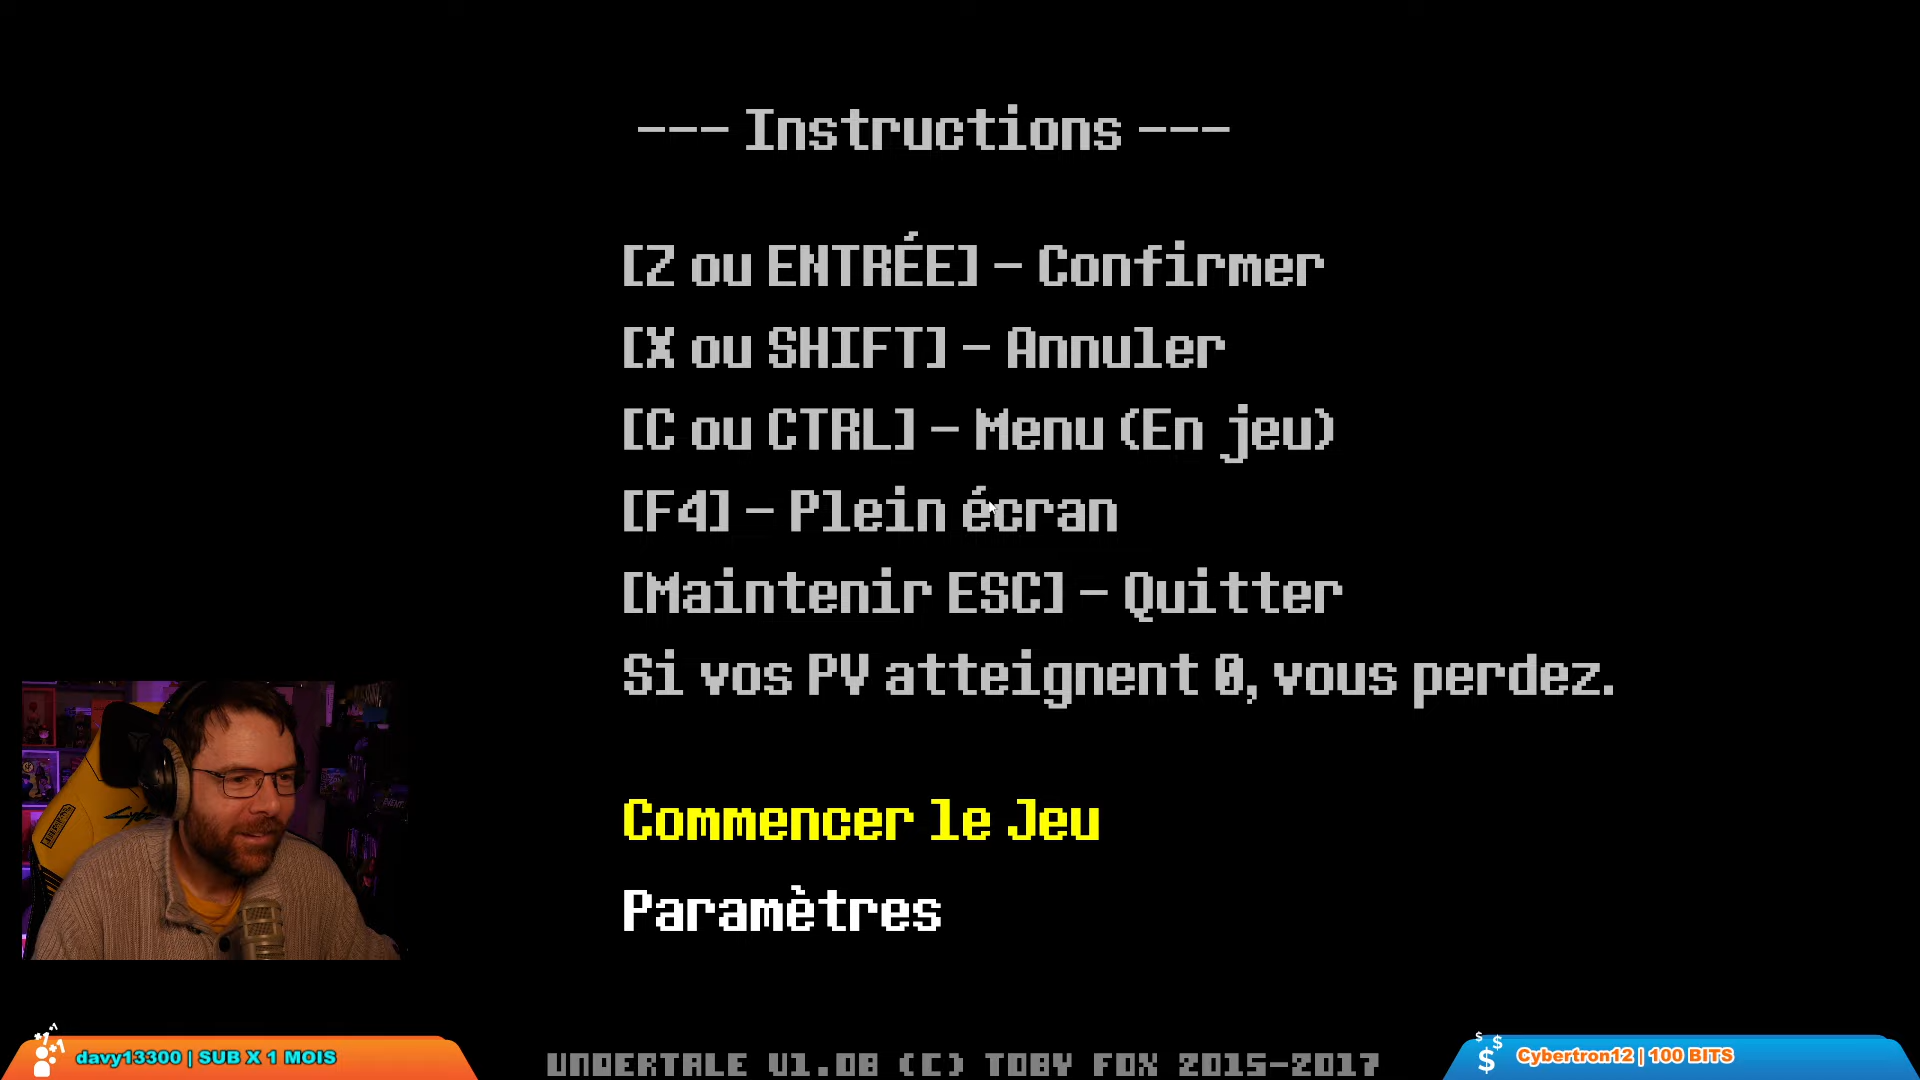 --- Instructions ---
[Z ou ENTRÉE] - Confirmer
[X ou SHIFT] - Annuler
[C ou CTRL] - Menu (En jeu)
[F4] - Plein écran
[Maintenir ESC] - Quitter
Si vos PV atteignent 0, vous perdez.
Commencer le Jeu
Paramètres
davy13300 | SUB X 1 MOIS
UNDERTALE V1.08 (C) TOBY FOX 2015-2017
Cybertron12 | 100 BITS